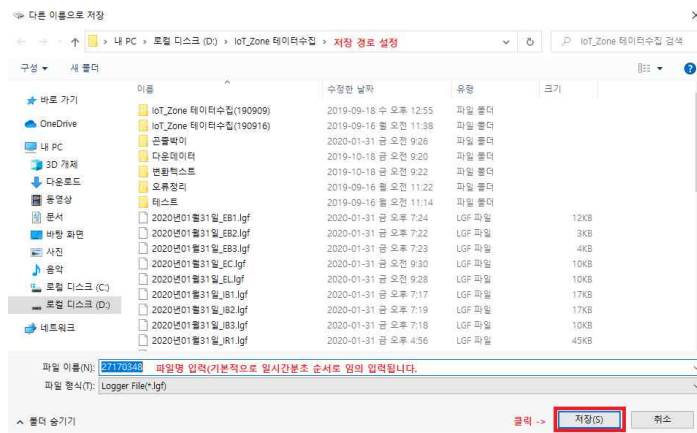 다른 이름으로 저장
내 PC > 로컬 디스크 (D:) > IoT_Zone 테이터수집 > 저장 경로 설정
IoT_Zone 테이터수집 검색
구성 새 폴더
이름 수정한 날짜 유형 크기
바로 가기
OneDrive
내 PC
3D 개체
다운로드
동영상
문서
바탕 화면
사진
음악
로컬 디스크 (C:)
로컬 디스크 (D:)
네트워크
IoT_Zone 테이터수집(190909) 2019-09-18 수 오후 12:55 파일 폴더
IoT_Zone 테이터수집(190916) 2019-09-16 월 오전 11:38 파일 폴더
곤물박이 2020-01-31 금 오전 9:26 파일 폴더
다운데이터 2019-10-18 금 오전 9:20 파일 폴더
변환텍스트 2019-10-18 금 오전 9:22 파일 폴더
오류정리 2019-09-16 월 오전 11:22 파일 폴더
테스트 2019-09-16 월 오전 11:14 파일 폴더
2020년01월31일_EB1.lgf 2020-01-31 금 오후 7:24 LGF 파일 12KB
2020년01월31일_EB2.lgf 2020-01-31 금 오후 7:22 LGF 파일 3KB
2020년01월31일_EB3.lgf 2020-01-31 금 오후 7:23 LGF 파일 4KB
2020년01월31일_EC.lgf 2020-01-31 금 오전 9:30 LGF 파일 10KB
2020년01월31일_EL.lgf 2020-01-31 금 오전 9:28 LGF 파일 10KB
2020년01월31일_IB1.lgf 2020-01-31 금 오후 7:17 LGF 파일 17KB
2020년01월31일_IB2.lgf 2020-01-31 금 오후 7:19 LGF 파일 17KB
2020년01월31일_IB3.lgf 2020-01-31 금 오후 7:18 LGF 파일 10KB
2020년01월31일_IR1.lgf 2020-01-31 금 오후 4:56 LGF 파일 45KB
파일 이름(N): 27170348 파일명 입력(기본적으로 일시간분초 순서로 임의 입력됩니다.
파일 형식(T): Logger File(*.lgf)
폴더 숨기기 클릭 -> 저장(S) 취소